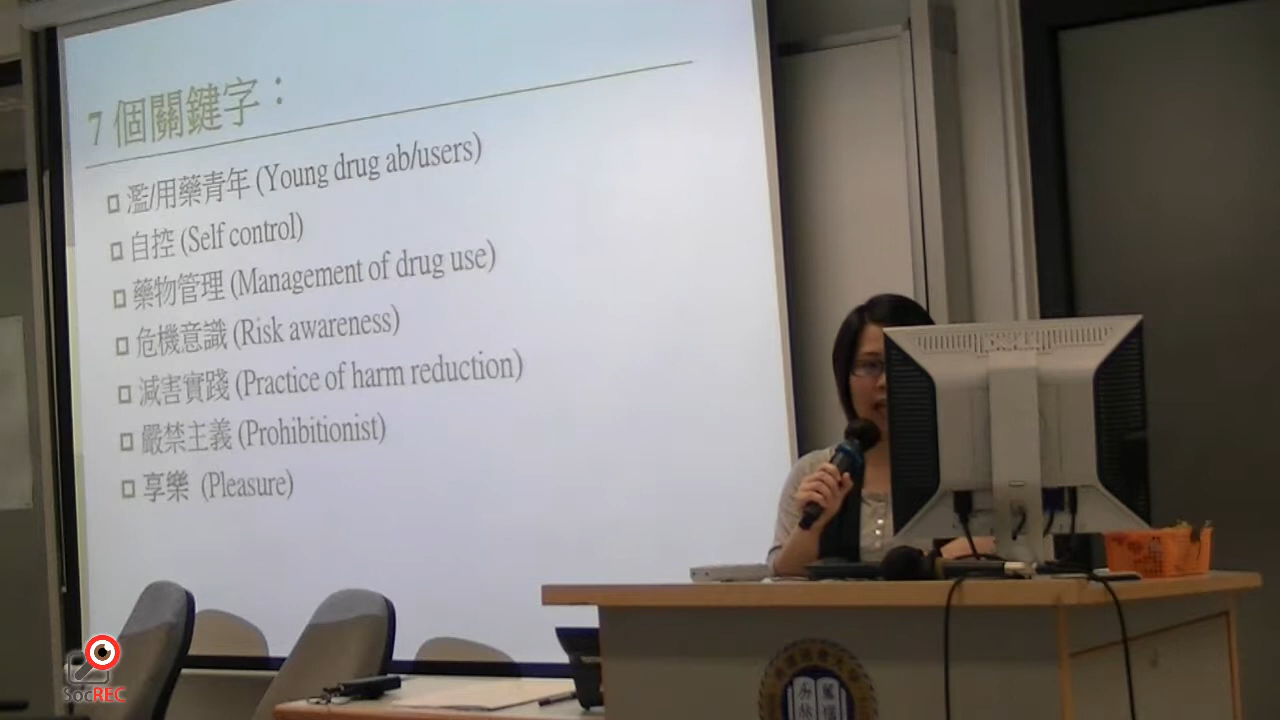 7 個關鍵字：
濫/用藥青年 (Young drug ab/users)
自控 (Self control)
藥物管理 (Management of drug use)
危機意識 (Risk awareness)
減害實踐 (Practice of harm reduction)
嚴禁主義 (Prohibitionist)
享樂 (Pleasure)
SocREC